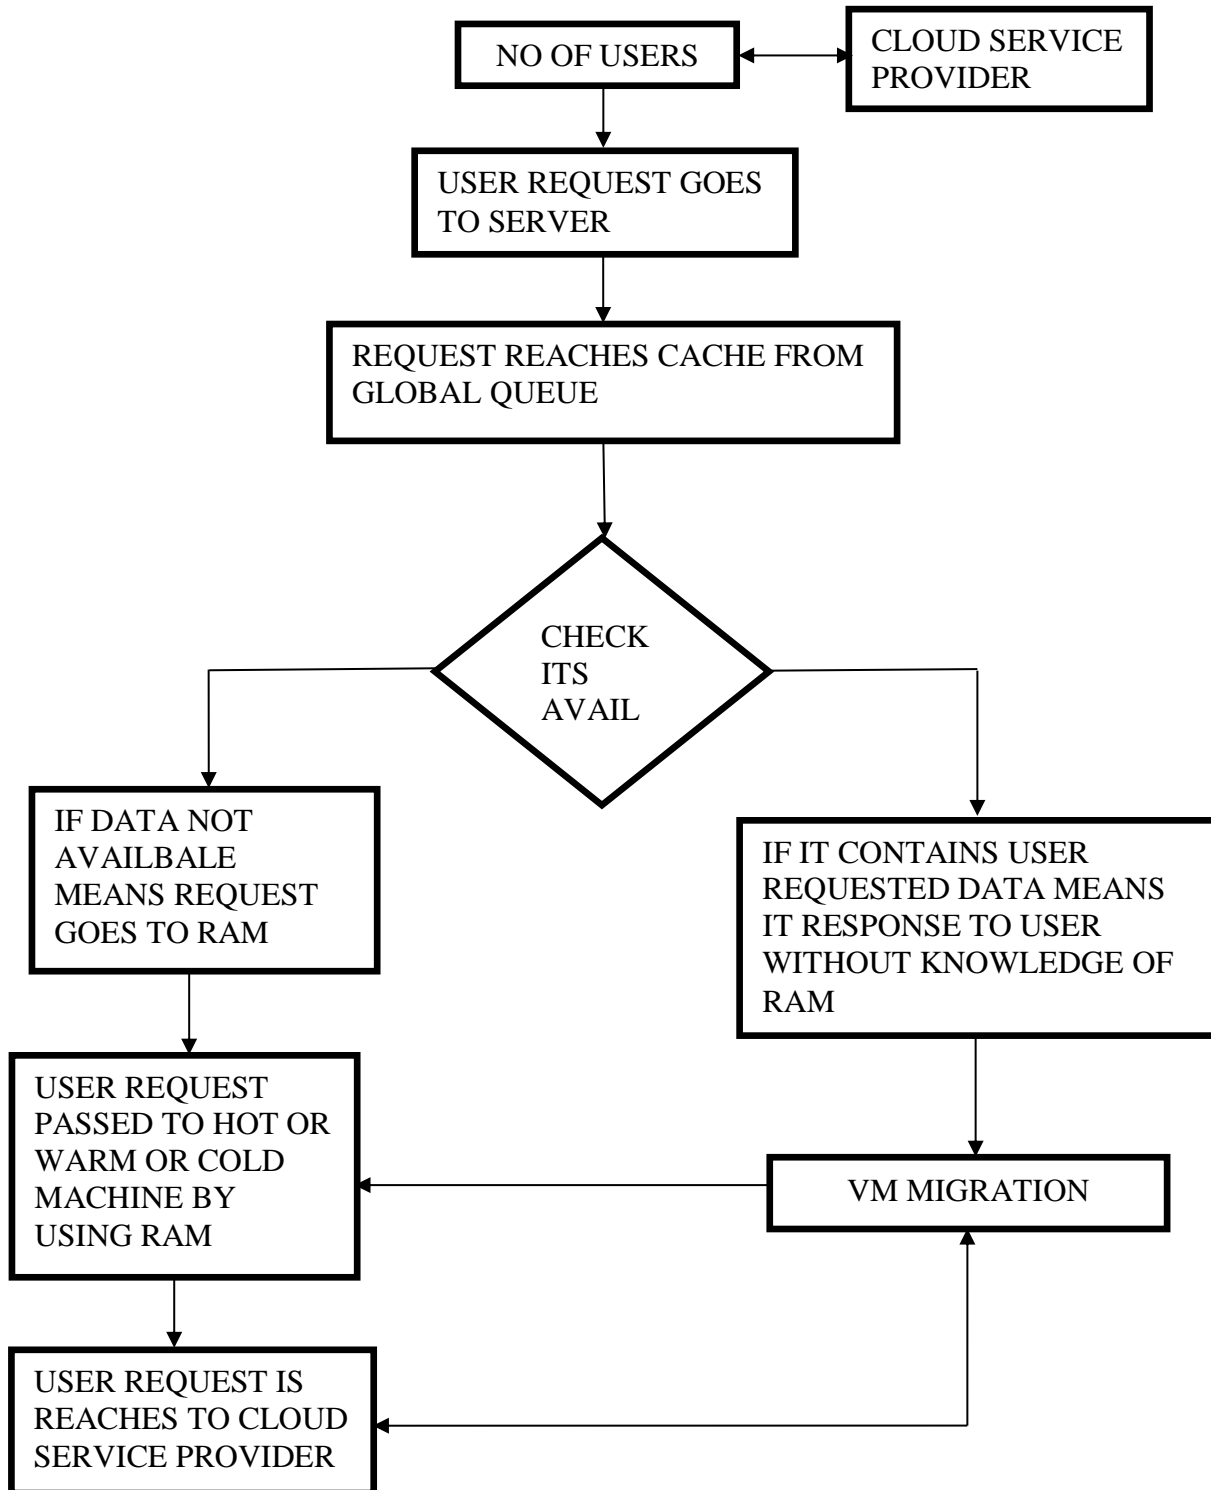 NO OF USERS
CLOUD SERVICE
PROVIDER
USER REQUEST GOES
TO SERVER
REQUEST REACHES CACHE FROM
GLOBAL QUEUE
CHECK
ITS
AVAIL
IF DATA NOT
AVAILBALE
MEANS REQUEST
GOES TO RAM
IF IT CONTAINS USER
REQUESTED DATA MEANS
IT RESPONSE TO USER
WITHOUT KNOWLEDGE OF
RAM
USER REQUEST
PASSED TO HOT OR
WARM OR COLD
MACHINE BY
USING RAM
VM MIGRATION
USER REQUEST IS
REACHES TO CLOUD
SERVICE PROVIDER